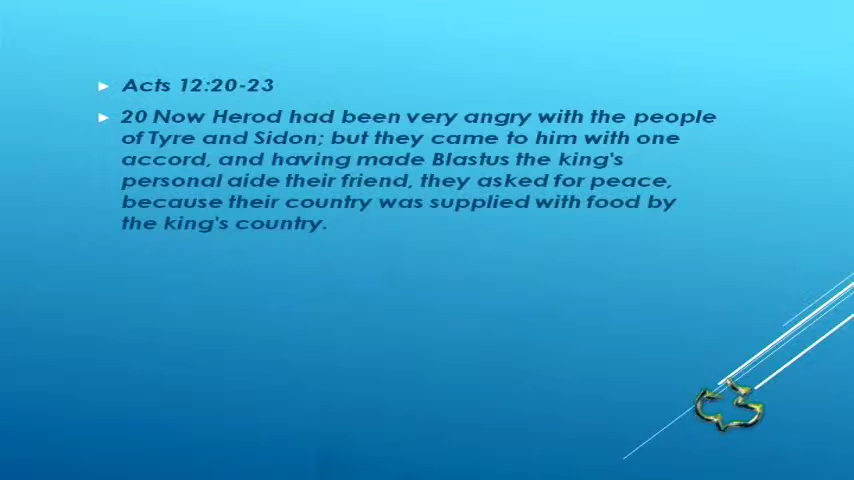 Acts 12:20-23
20 Now Herod had been very angry with the people
of Tyre and Sidon; but they came to him with one
accord, and having made Blastus the king's
personal aide their friend, they asked for peace,
because their country was supplied with food by
the king's country.